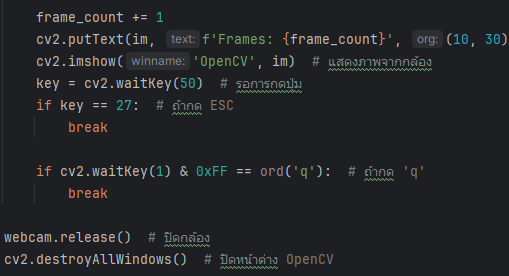 frame_count += 1
cv2.putText(im, text: f'Frames: {frame_count}', org: (10, 30)
cv2.imshow( winname: 'OpenCV', im)  # แสดงภาพจากกล้อง
key = cv2.waitKey(50)  # รอการกดปุ่ม
if key == 27:  # ถ้ากด ESC
break
if cv2.waitKey(1) & 0xFF == ord('q'):  # ถ้ากด 'q'
break
webcam.release()  # ปิดกล้อง
cv2.destroyAllWindows()  # ปิดหน้าต่าง OpenCV